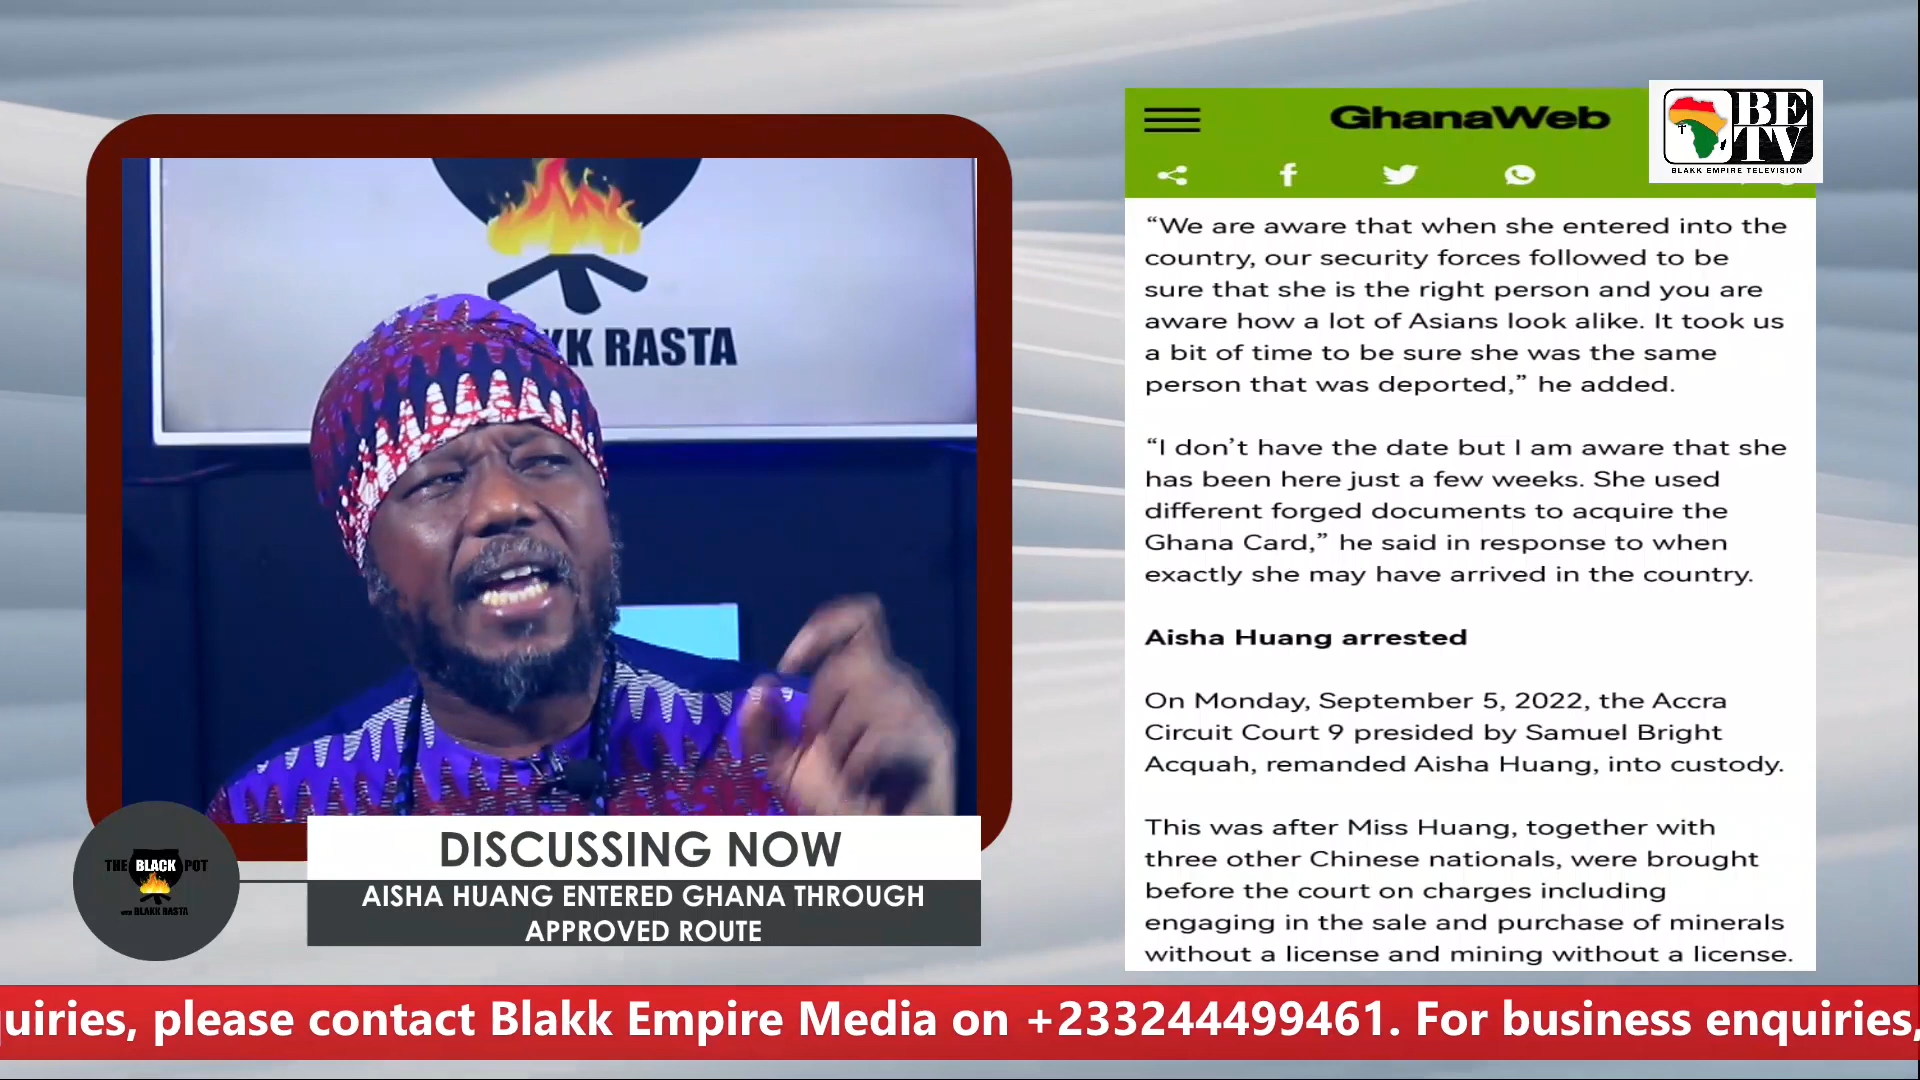 GhanaWeb
BE
TV
BLAKK EMPIRE TELEVISION
KK RASTA
“We are aware that when she entered into the
country, our security forces followed to be
sure that she is the right person and you are
aware how a lot of Asians look alike. It took us
a bit of time to be sure she was the same
person that was deported,” he added.
“I don’t have the date but I am aware that she
has been here just a few weeks. She used
different forged documents to acquire the
Ghana Card,” he said in response to when
exactly she may have arrived in the country.
Aisha Huang arrested
On Monday, September 5, 2022, the Accra
Circuit Court 9 presided by Samuel Bright
Acquah, remanded Aisha Huang, into custody.
This was after Miss Huang, together with
three other Chinese nationals, were brought
before the court on charges including
engaging in the sale and purchase of minerals
without a license and mining without a license.
THE BLACK POT
with BLAKK RASTA
DISCUSSING NOW
AISHA HUANG ENTERED GHANA THROUGH
APPROVED ROUTE
quiries, please contact Blakk Empire Media on +233244499461. For business enquiries,